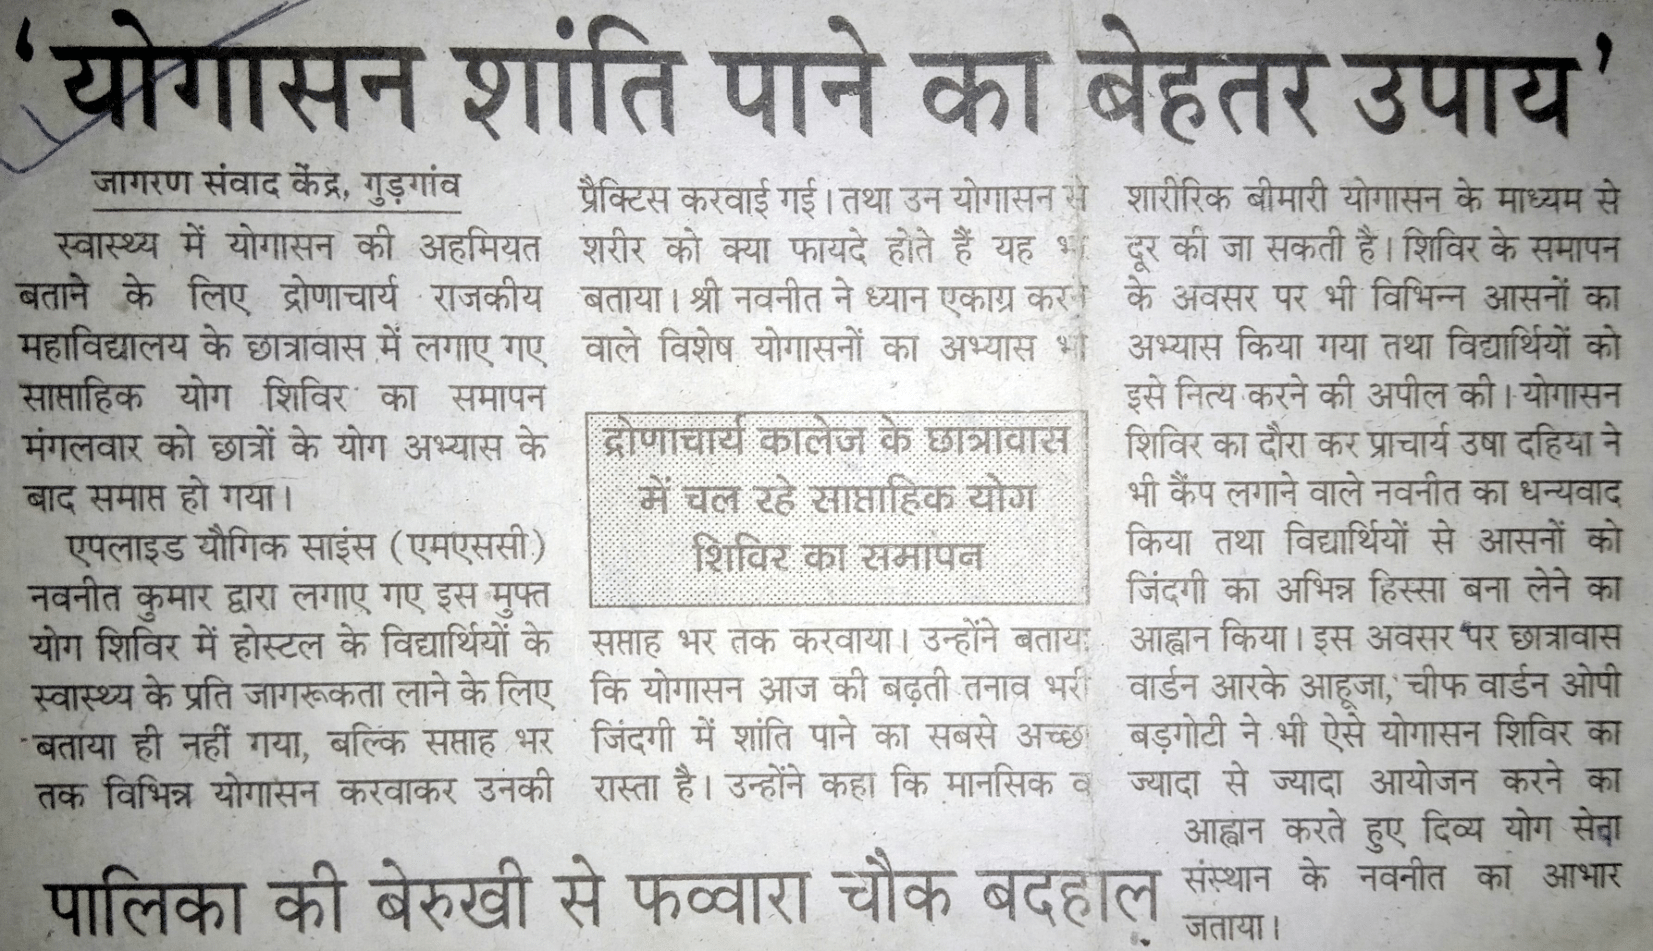 ‘योगासन शांति पाने का बेहतर उपाय’
जागरण संवाद केंद्र, गुड़गांव
स्वास्थ्य में योगासन की अहमियत
बताने के लिए द्रोणाचार्य राजकीय
महाविद्यालय के छात्रावास में लगाए गए
साप्ताहिक योग शिविर का समापन
मंगलवार को छात्रों के योग अभ्यास के
बाद समाप्त हो गया।
एपलाइड यौगिक साइंस (एमएससी)
नवनीत कुमार द्वारा लगाए गए इस मुफ्त
योग शिविर में होस्टल के विद्यार्थियों के
स्वास्थ्य के प्रति जागरूकता लाने के लिए
बताया ही नहीं गया, बल्कि सप्ताह भर
तक विभिन्न योगासन करवाकर उनकी
प्रैक्टिस करवाई गई। तथा उन योगासन से
शरीर को क्या फायदे होते हैं यह भी
बताया। श्री नवनीत ने ध्यान एकाग्र करने
वाले विशेष योगासनों का अभ्यास भी
द्रोणाचार्य कालेज के छात्रावास
में चल रहे साप्ताहिक योग
शिविर का समापन
सप्ताह भर तक करवाया। उन्होंने बताया
कि योगासन आज की बढ़ती तनाव भरी
जिंदगी में शांति पाने का सबसे अच्छा
रास्ता है। उन्होंने कहा कि मानसिक व
शारीरिक बीमारी योगासन के माध्यम से
दूर की जा सकती है। शिविर के समापन
के अवसर पर भी विभिन्न आसनों का
अभ्यास किया गया तथा विद्यार्थियों को
इसे नित्य करने की अपील की। योगासन
शिविर का दौरा कर प्राचार्य उषा दहिया ने
भी कैंप लगाने वाले नवनीत का धन्यवाद
किया तथा विद्यार्थियों से आसनों को
जिंदगी का अभिन्न हिस्सा बना लेने का
आह्वान किया। इस अवसर पर छात्रावास
वार्डन आरके आहूजा, चीफ वार्डन ओपी
बड़गोटी ने भी ऐसे योगासन शिविर का
ज्यादा से ज्यादा आयोजन करने का
आह्वान करते हुए दिव्य योग सेवा
संस्थान के नवनीत का आभार
जताया।
पालिका की बेरुखी से फव्वारा चौक बदहाल